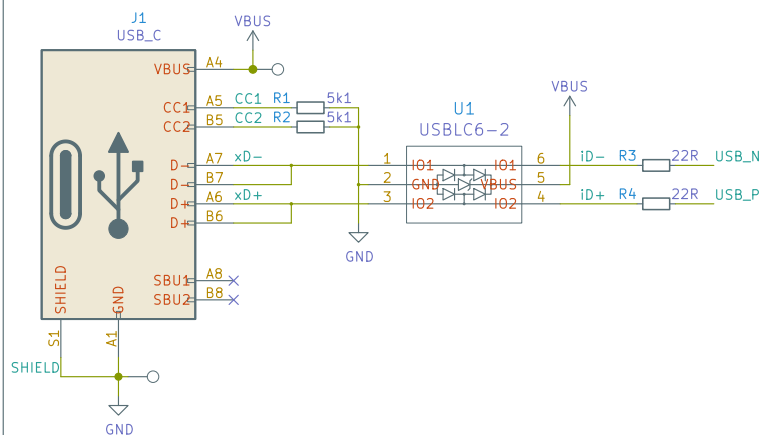 J1
USB_C
VBUS
VBUS A4
CC1 A5 CC1 R1 5k1
CC2 B5 CC2 R2 5k1
D- A7 xD-
D- B7
D+ A6 xD+
D+ B6
SBU1 A8
SBU2 B8
SHIELD
GND
S1
A1
SHIELD
GND
GND
U1
USBLC6-2
VBUS
1 IO1 IO1 6 iD- R3 22R USB_N
2 GND VBUS 5
3 IO2 IO2 4 iD+ R4 22R USB_P